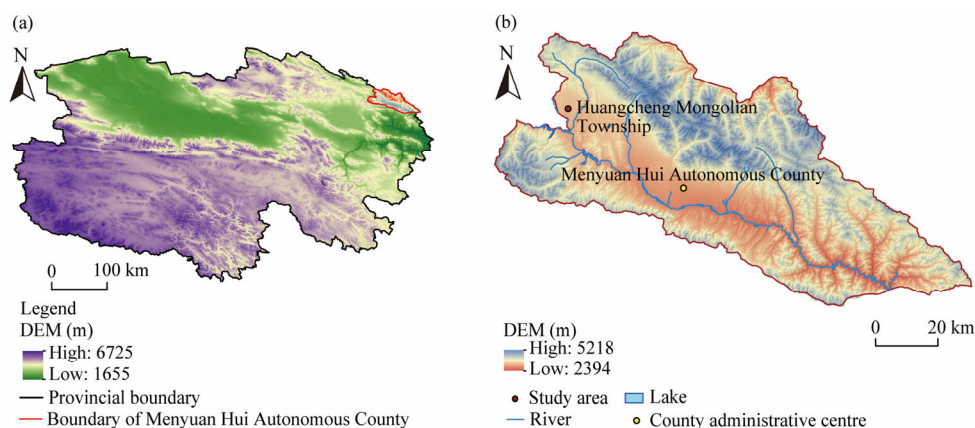 (a)
N
0 100 km
Legend
DEM (m)
High: 6725
Low: 1655
Provincial boundary
Boundary of Menyuan Hui Autonomous County
(b)
N
Huangcheng Mongolian
Township
Menyuan Hui Autonomous County
0 20 km
DEM (m)
High: 5218
Low: 2394
Study area
Lake
River
County administrative centre